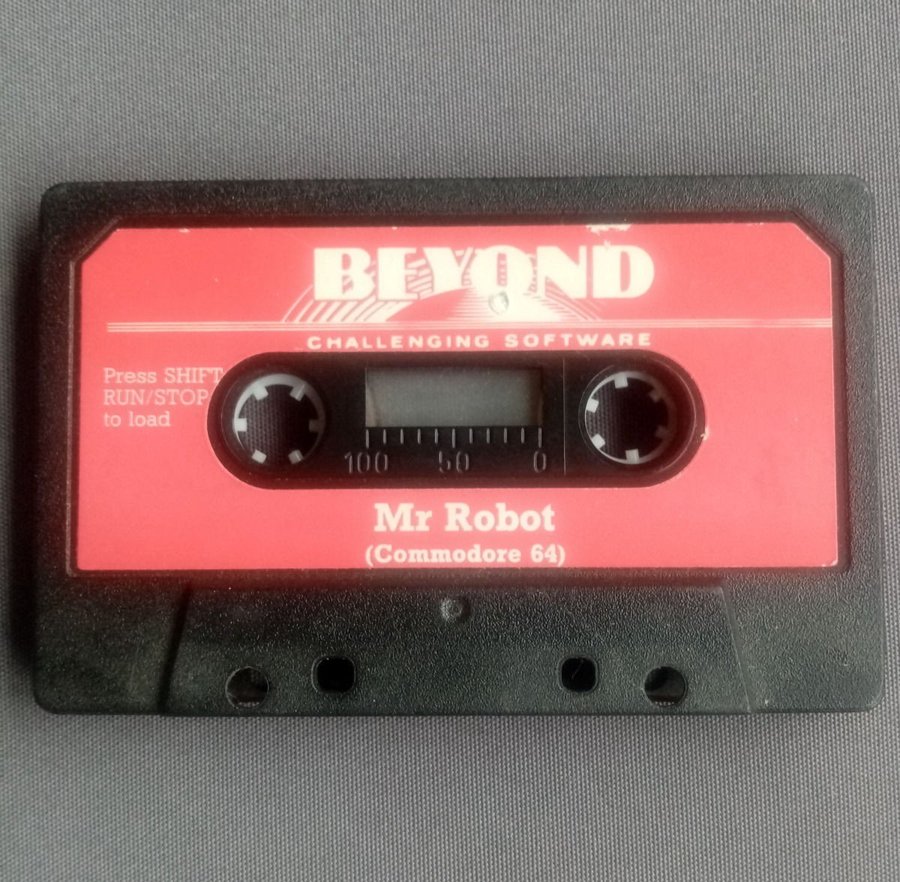 BEYOND
CHALLENGING SOFTWARE
Press SHIFT
RUN/STOP
to load
100 50 0
Mr Robot
(Commodore 64)